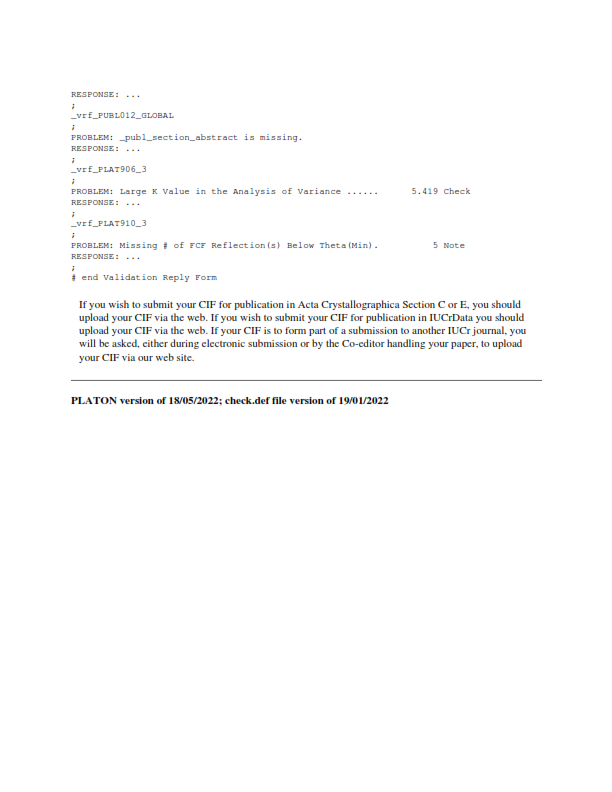 RESPONSE: ...
;
_vrf_PUBL012_GLOBAL
;
PROBLEM: _publ_section_abstract is missing.
RESPONSE: ...
;
_vrf_PLAT906_3
;
PROBLEM: Large K Value in the Analysis of Variance ......      5.419 Check
RESPONSE: ...
;
_vrf_PLAT910_3
;
PROBLEM: Missing # of FCF Reflection(s) Below Theta(Min).          5 Note
RESPONSE: ...
;
# end Validation Reply Form
If you wish to submit your CIF for publication in Acta Crystallographica Section C or E, you should
upload your CIF via the web. If you wish to submit your CIF for publication in IUCrData you should
upload your CIF via the web. If your CIF is to form part of a submission to another IUCr journal, you
will be asked, either during electronic submission or by the Co-editor handling your paper, to upload
your CIF via our web site.
PLATON version of 18/05/2022; check.def file version of 19/01/2022